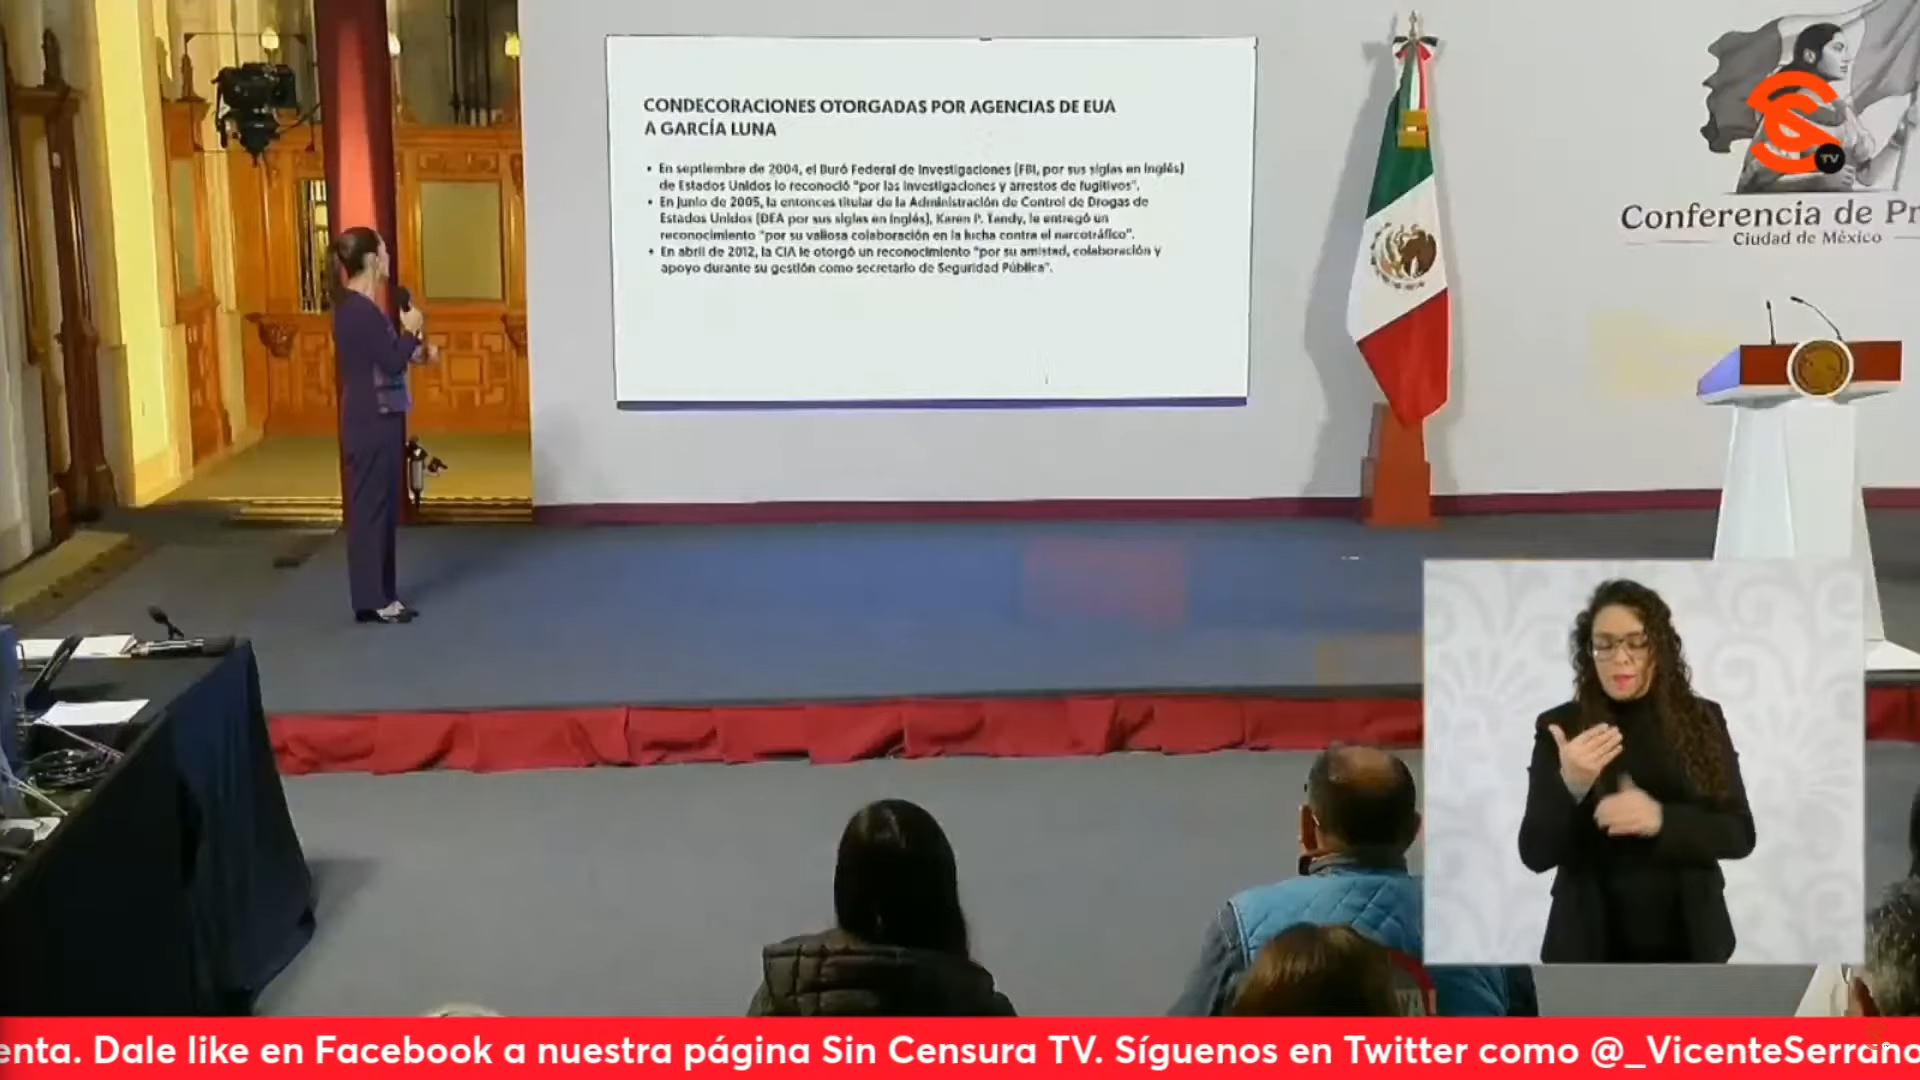 CONDECORACIONES OTORGADAS POR AGENCIAS DE EUA
A GARCÍA LUNA
• En septiembre de 2004, el Buró Federal de Investigaciones (FBI, por sus siglas en inglés)
de Estados Unidos lo reconoció "por las investigaciones y arrestos de fugitivos".
• En junio de 2005, la entonces titular de la Administración de Control de Drogas de
Estados Unidos (DEA por sus siglas en inglés), Karen P. Tandy, le entregó un
reconocimiento "por su valiosa colaboración en la lucha contra el narcotráfico".
• En abril de 2012, la CIA le otorgó un reconocimiento "por su amistad, colaboración y
apoyo durante su gestión como secretario de Seguridad Pública".
TV
Conferencia de Pr
Ciudad de México
enta. Dale like en Facebook a nuestra página Sin Censura TV. Síguenos en Twitter como @_VicenteSerrano